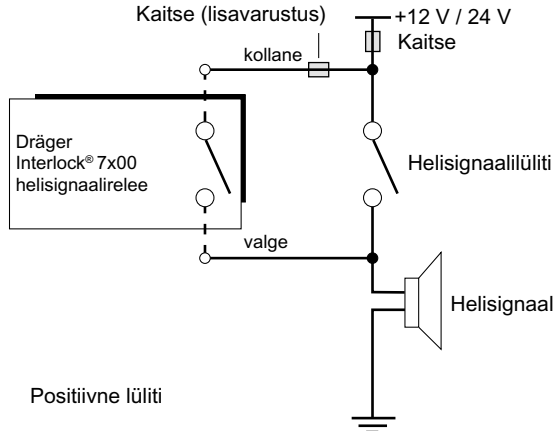 Kaitse (lisavarustus)
+12 V / 24 V
Kaitse
kollane
Dräger
Interlock® 7x00
helisignaalirelee
Helisignaalilüliti
valge
Helisignaal
Positiivne lüliti